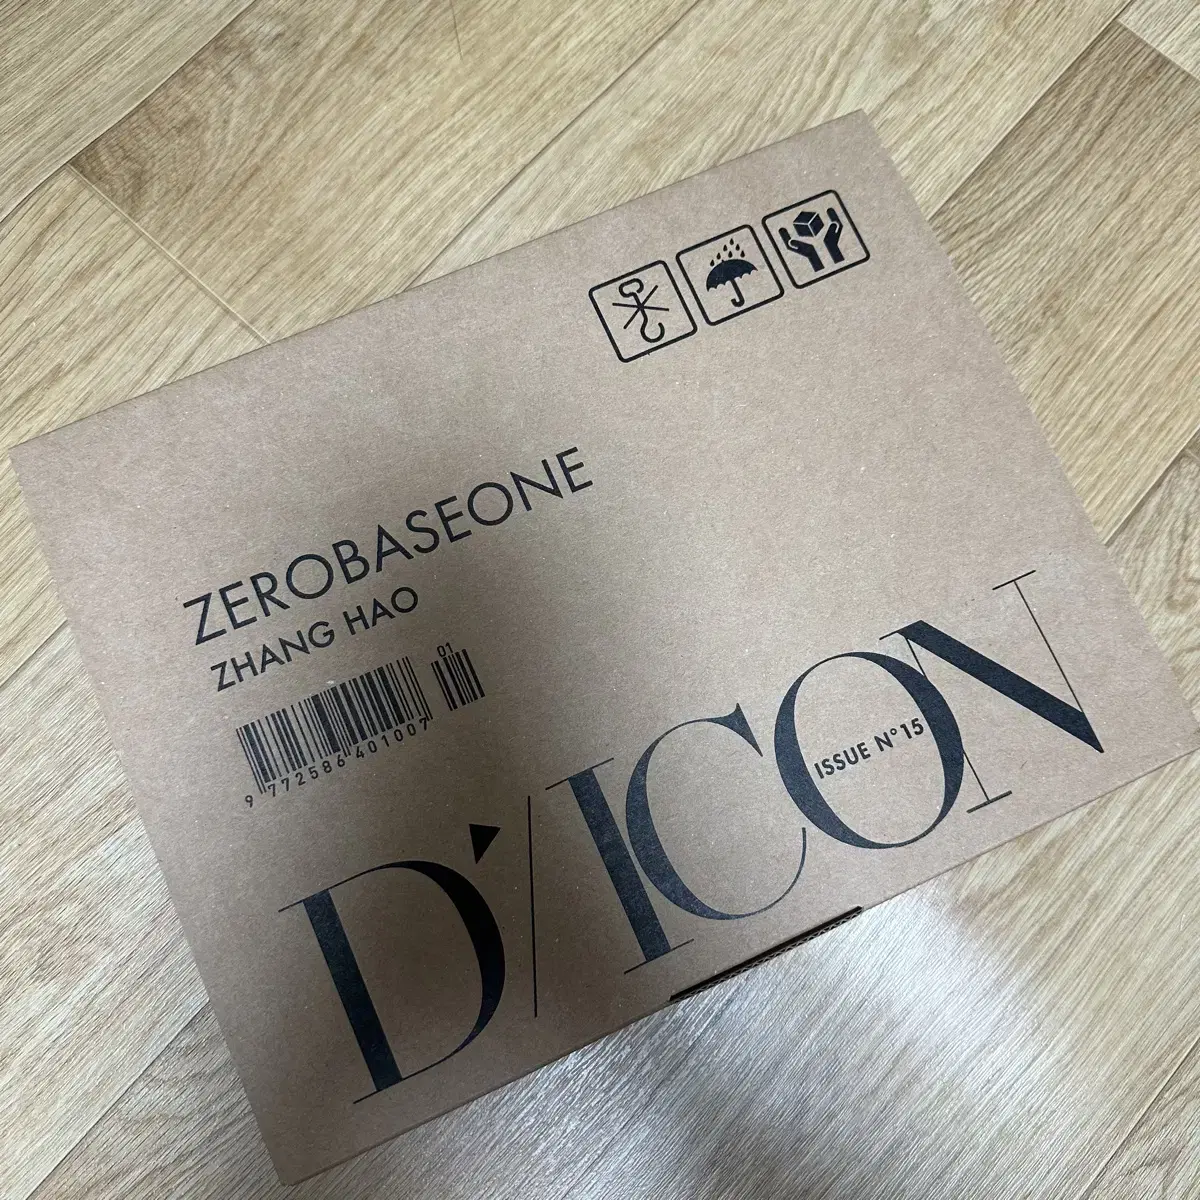 ZEROBASEONE
ZHANG HAO
01
9 772586 401007
D'/ICON
ISSUE N°15